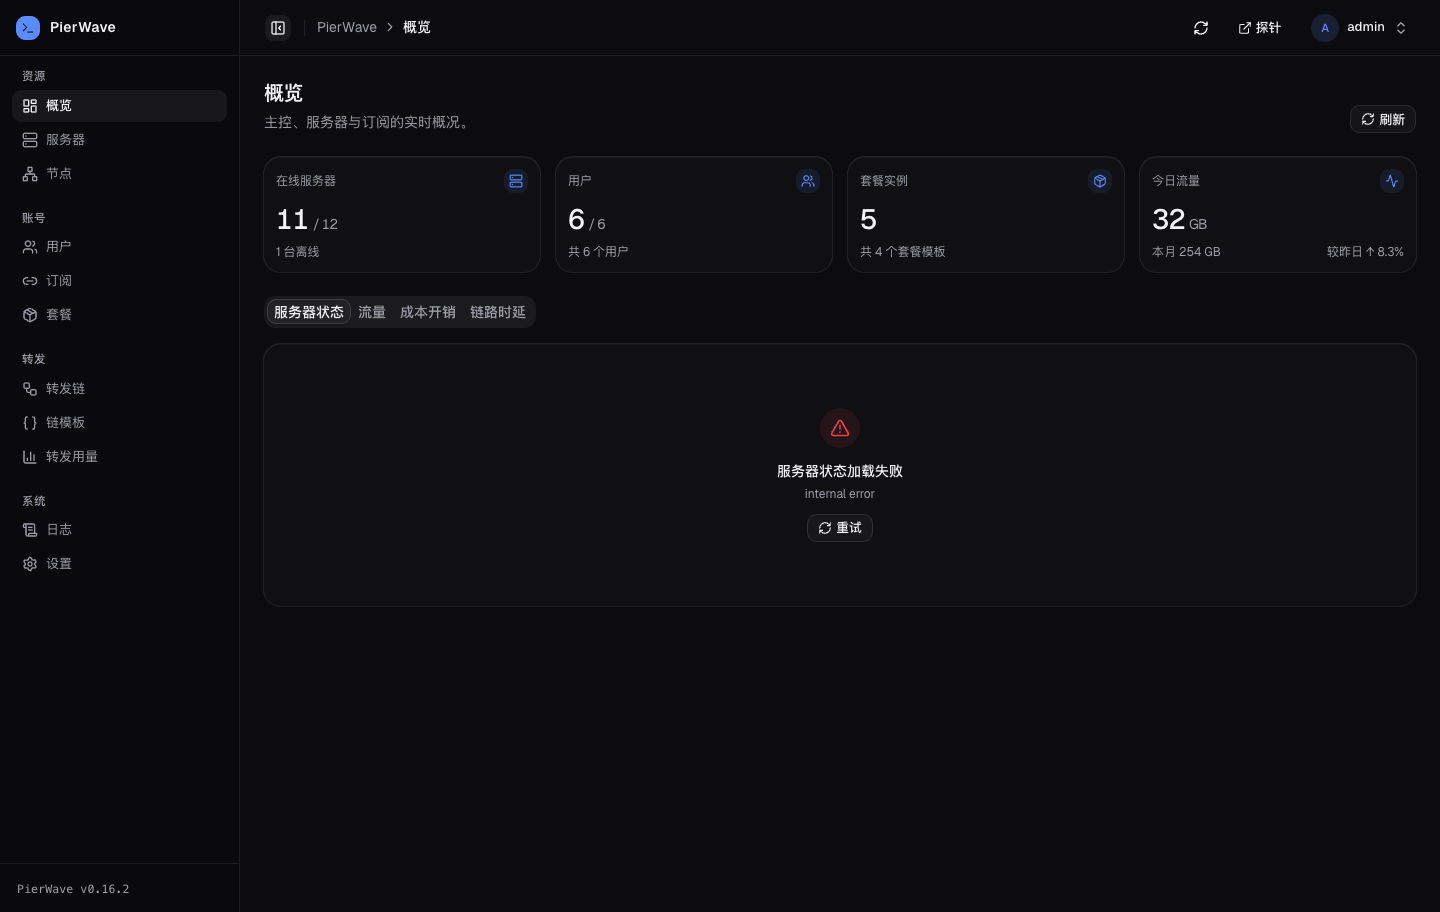 PierWave
PierWave
概览
探针
A
admin
资源
概览
服务器
节点
账号
用户
订阅
套餐
转发
转发链
链模板
转发用量
系统
日志
设置
PierWave v0.16.2
概览
主控、服务器与订阅的实时概况。
刷新
在线服务器
11 / 12
1 台离线
用户
6 / 6
共 6 个用户
套餐实例
5
共 4 个套餐模板
今日流量
32 GB
本月 254 GB
较昨日 ↑ 8.3%
服务器状态
流量
成本开销
链路时延
服务器状态加载失败
internal error
重试